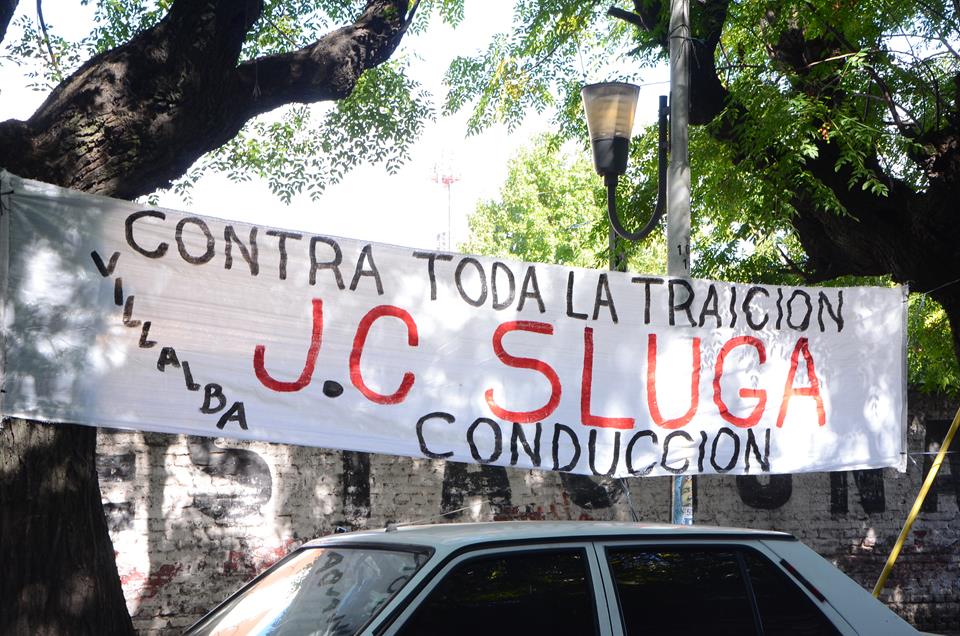 CONTRA TODA LA TRAICION
VILLALBA
J.C SLUGA
CONDUCCION